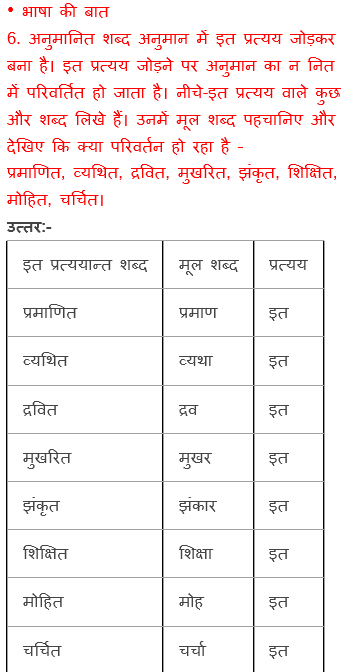 • भाषा की बात
6. अनुमानित शब्द अनुमान में इत प्रत्यय जोड़कर
बना है। इत प्रत्यय जोड़ने पर अनुमान का न नित
में परिवर्तित हो जाता है। नीचे-इत प्रत्यय वाले कुछ
और शब्द लिखे हैं। उनमें मूल शब्द पहचानिए और
देखिए कि क्या परिवर्तन हो रहा है -
प्रमाणित, व्यथित, द्रवित, मुखरित, झंकृत, शिक्षित,
मोहित, चर्चित।
उत्तर:-
इत प्रत्ययान्त शब्द मूल शब्द प्रत्यय
प्रमाणित प्रमाण इत
व्यथित व्यथा इत
द्रवित द्रव इत
मुखरित मुखर इत
झंकृत झंकार इत
शिक्षित शिक्षा इत
मोहित मोह इत
चर्चित चर्चा इत